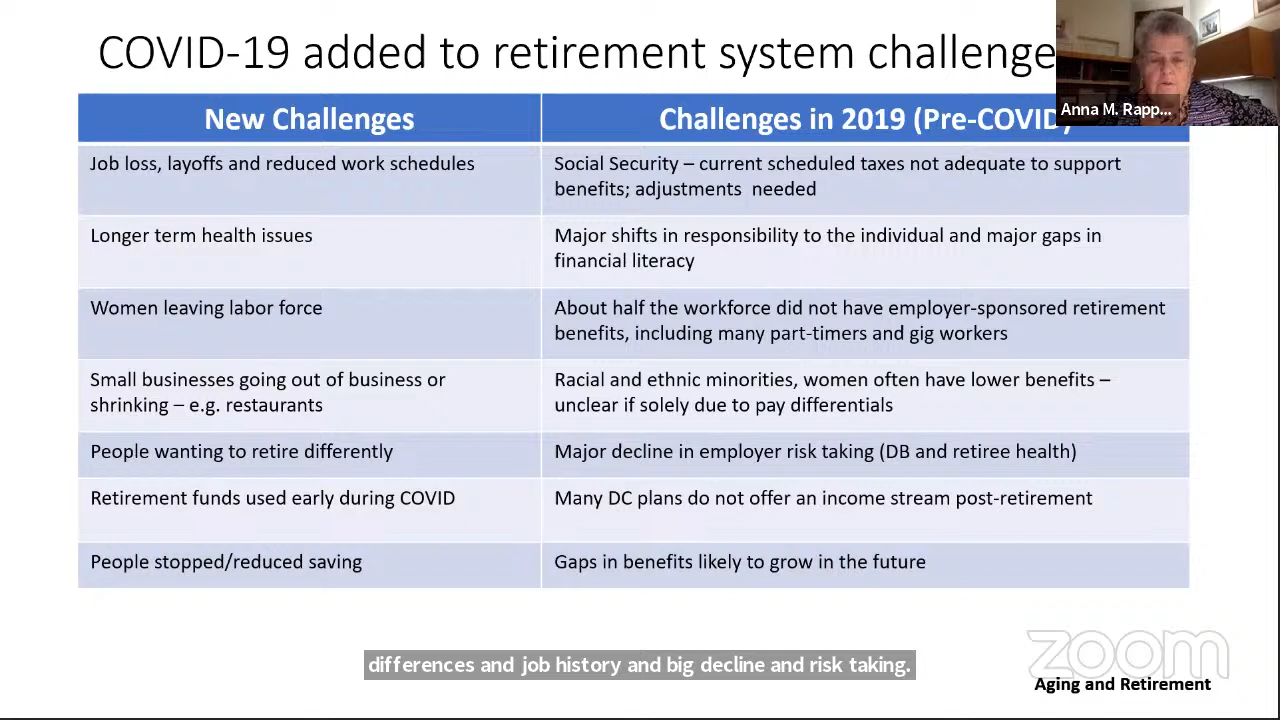 COVID-19 added to retirement system challenge
Anna M. Rapp...
New Challenges
Challenges in 2019 (Pre-COVID)
Job loss, layoffs and reduced work schedules
Social Security – current scheduled taxes not adequate to support
benefits; adjustments needed
Longer term health issues
Major shifts in responsibility to the individual and major gaps in
financial literacy
Women leaving labor force
About half the workforce did not have employer-sponsored retirement
benefits, including many part-timers and gig workers
Small businesses going out of business or
shrinking – e.g. restaurants
Racial and ethnic minorities, women often have lower benefits –
unclear if solely due to pay differentials
People wanting to retire differently
Major decline in employer risk taking (DB and retiree health)
Retirement funds used early during COVID
Many DC plans do not offer an income stream post-retirement
People stopped/reduced saving
Gaps in benefits likely to grow in the future
differences and job history and big decline and risk taking.
zoom
Aging and Retirement